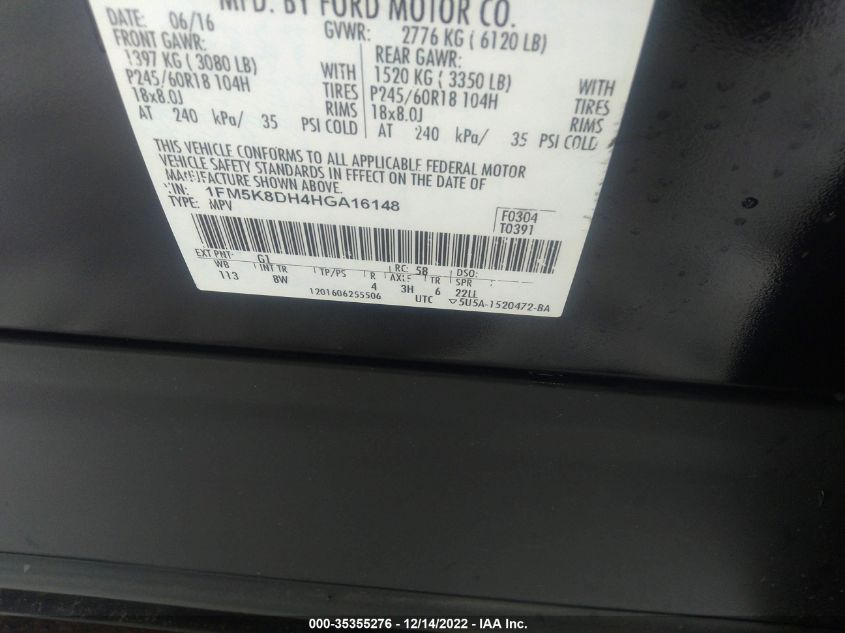 MFD. BY FORD MOTOR CO.
DATE: 06/16 GVWR: 2776 KG ( 6120 LB)
FRONT GAWR: REAR GAWR:
1397 KG ( 3080 LB) WITH 1520 KG ( 3350 LB) WITH
P245/60R18 104H TIRES P245/60R18 104H TIRES
18x8.0J RIMS 18x8.0J RIMS
AT 240 kPa/ 35 PSI COLD AT 240 kPa/ 35 PSI COLD
THIS VEHICLE CONFORMS TO ALL APPLICABLE FEDERAL MOTOR
VEHICLE SAFETY STANDARDS IN EFFECT ON THE DATE OF
MANUFACTURE SHOWN ABOVE.
VIN: 1FM5K8DH4HGA16148
TYPE: MPV
F0304
T0391
EXT PNT: G1 RC: 58 DSO:
WB INT TR TP/PS R AXLE TR SPR
113 8W 4 3H 6 22LL
1201606255506 UTC ▽5U5A-1520472-BA
000-35355276 - 12/14/2022 - IAA Inc.